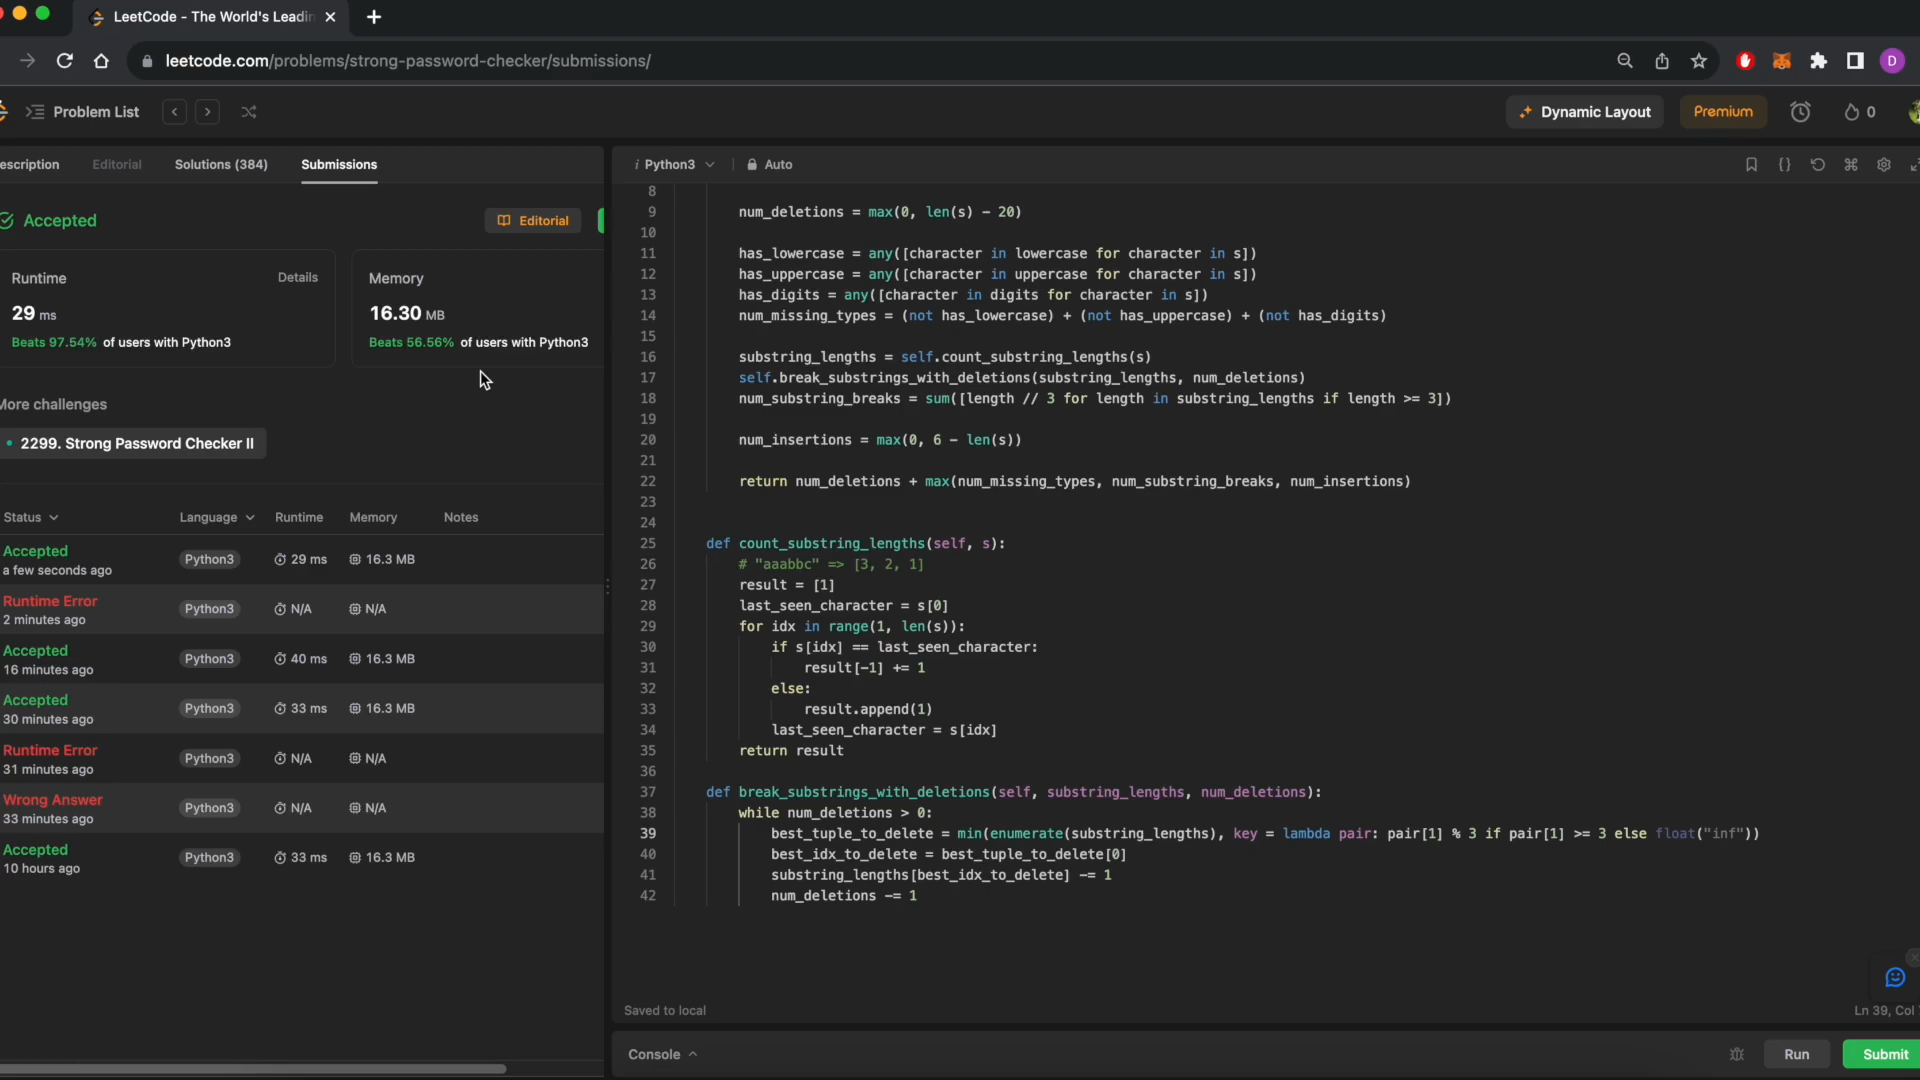 LeetCode - The World's Leadin
leetcode.com/problems/strong-password-checker/submissions/
D
Problem List
Dynamic Layout
Premium
0
escription
Editorial
Solutions (384)
Submissions
Accepted
Editorial
Runtime
Details
29 ms
Beats 97.54% of users with Python3
Memory
16.30 MB
Beats 56.56% of users with Python3
More challenges
2299. Strong Password Checker II
Status
Language
Runtime
Memory
Notes
Accepted
a few seconds ago
Python3
29 ms
16.3 MB
Runtime Error
2 minutes ago
Python3
N/A
N/A
Accepted
16 minutes ago
Python3
40 ms
16.3 MB
Accepted
30 minutes ago
Python3
33 ms
16.3 MB
Runtime Error
31 minutes ago
Python3
N/A
N/A
Wrong Answer
33 minutes ago
Python3
N/A
N/A
Accepted
10 hours ago
Python3
33 ms
16.3 MB
i Python3
Auto
8
9 num_deletions = max(0, len(s) - 20)
10
11 has_lowercase = any([character in lowercase for character in s])
12 has_uppercase = any([character in uppercase for character in s])
13 has_digits = any([character in digits for character in s])
14 num_missing_types = (not has_lowercase) + (not has_uppercase) + (not has_digits)
15
16 substring_lengths = self.count_substring_lengths(s)
17 self.break_substrings_with_deletions(substring_lengths, num_deletions)
18 num_substring_breaks = sum([length // 3 for length in substring_lengths if length >= 3])
19
20 num_insertions = max(0, 6 - len(s))
21
22 return num_deletions + max(num_missing_types, num_substring_breaks, num_insertions)
23
24
25 def count_substring_lengths(self, s):
26 # "aaabbc" => [3, 2, 1]
27 result = [1]
28 last_seen_character = s[0]
29 for idx in range(1, len(s)):
30 if s[idx] == last_seen_character:
31 result[-1] += 1
32 else:
33 result.append(1)
34 last_seen_character = s[idx]
35 return result
36
37 def break_substrings_with_deletions(self, substring_lengths, num_deletions):
38 while num_deletions > 0:
39 best_tuple_to_delete = min(enumerate(substring_lengths), key = lambda pair: pair[1] % 3 if pair[1] >= 3 else float("inf"))
40 best_idx_to_delete = best_tuple_to_delete[0]
41 substring_lengths[best_idx_to_delete] -= 1
42 num_deletions -= 1
Saved to local
Ln 39, Col
Console
Run
Submit